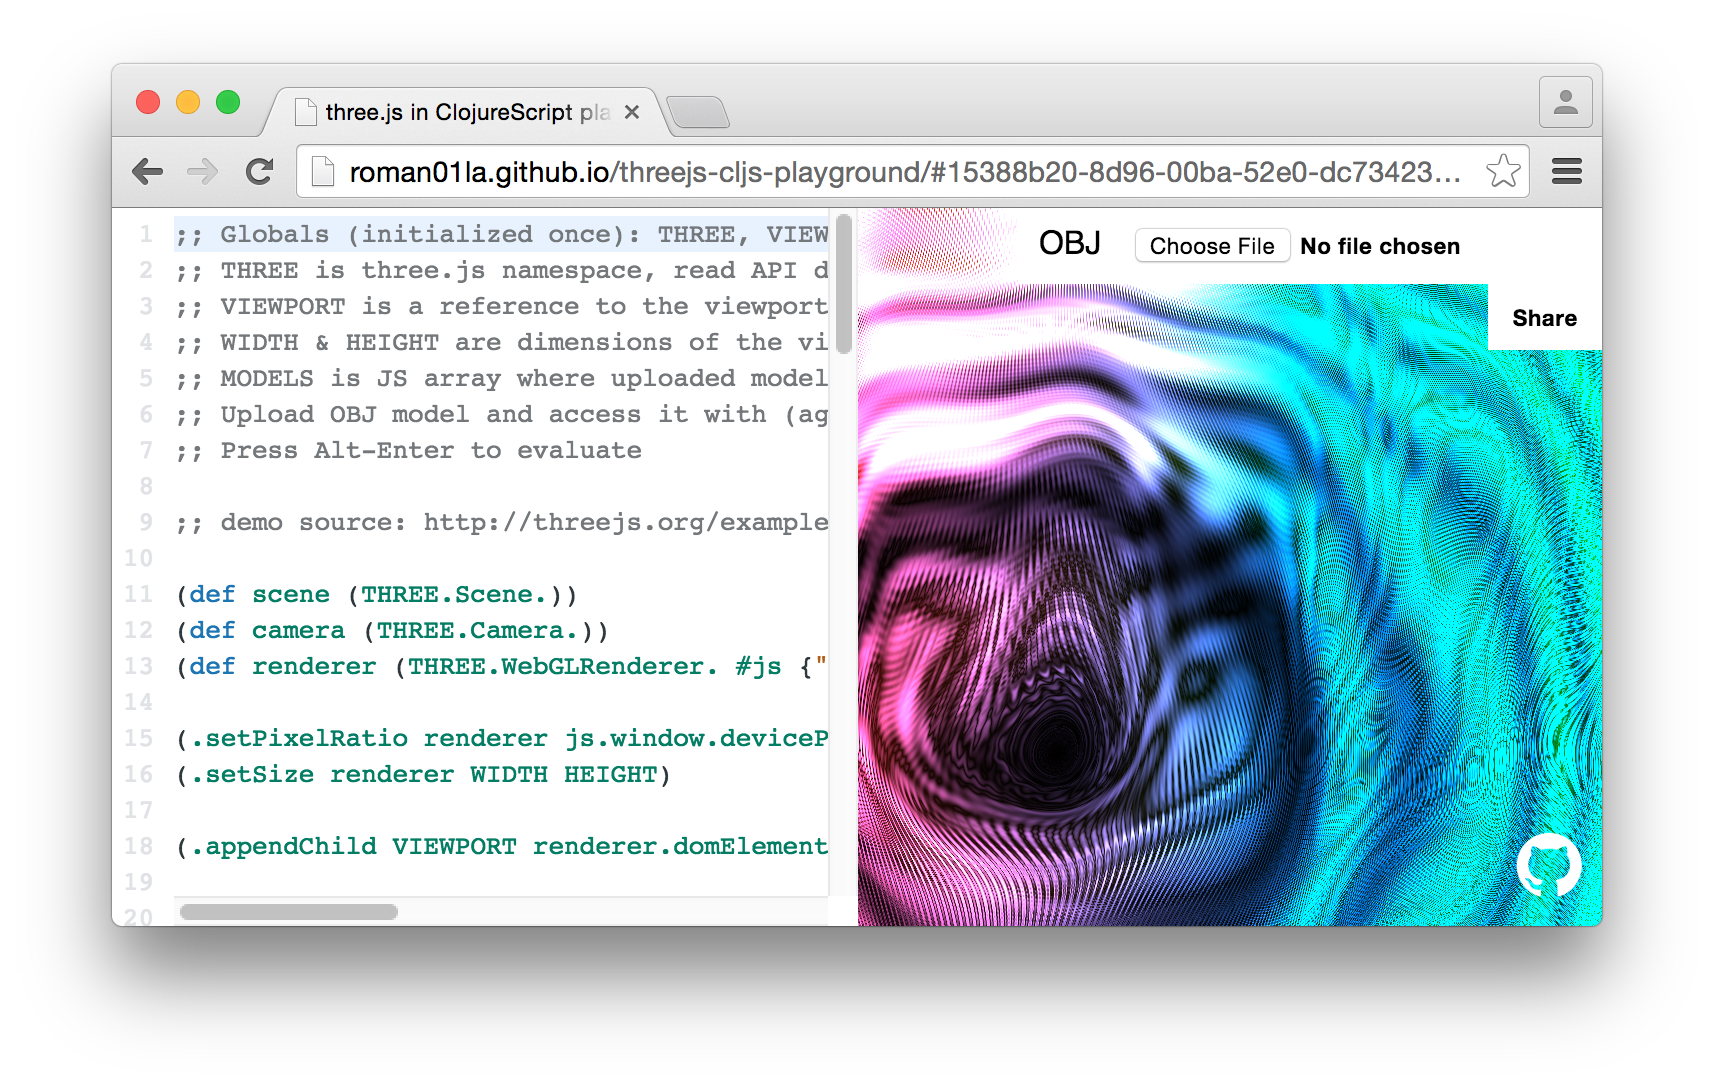 three.js in ClojureScript pla
roman01la.github.io/threejs-cljs-playground/#15388b20-8d96-00ba-52e0-dc73423...
1 ;; Globals (initialized once): THREE, VIEW
2 ;; THREE is three.js namespace, read API d
3 ;; VIEWPORT is a reference to the viewport
4 ;; WIDTH & HEIGHT are dimensions of the vi
5 ;; MODELS is JS array where uploaded model
6 ;; Upload OBJ model and access it with (ag
7 ;; Press Alt-Enter to evaluate
8
9 ;; demo source: http://threejs.org/example
10
11 (def scene (THREE.Scene.))
12 (def camera (THREE.Camera.))
13 (def renderer (THREE.WebGLRenderer. #js {"
14
15 (.setPixelRatio renderer js.window.deviceP
16 (.setSize renderer WIDTH HEIGHT)
17
18 (.appendChild VIEWPORT renderer.domElement
19
20
OBJ Choose File No file chosen
Share